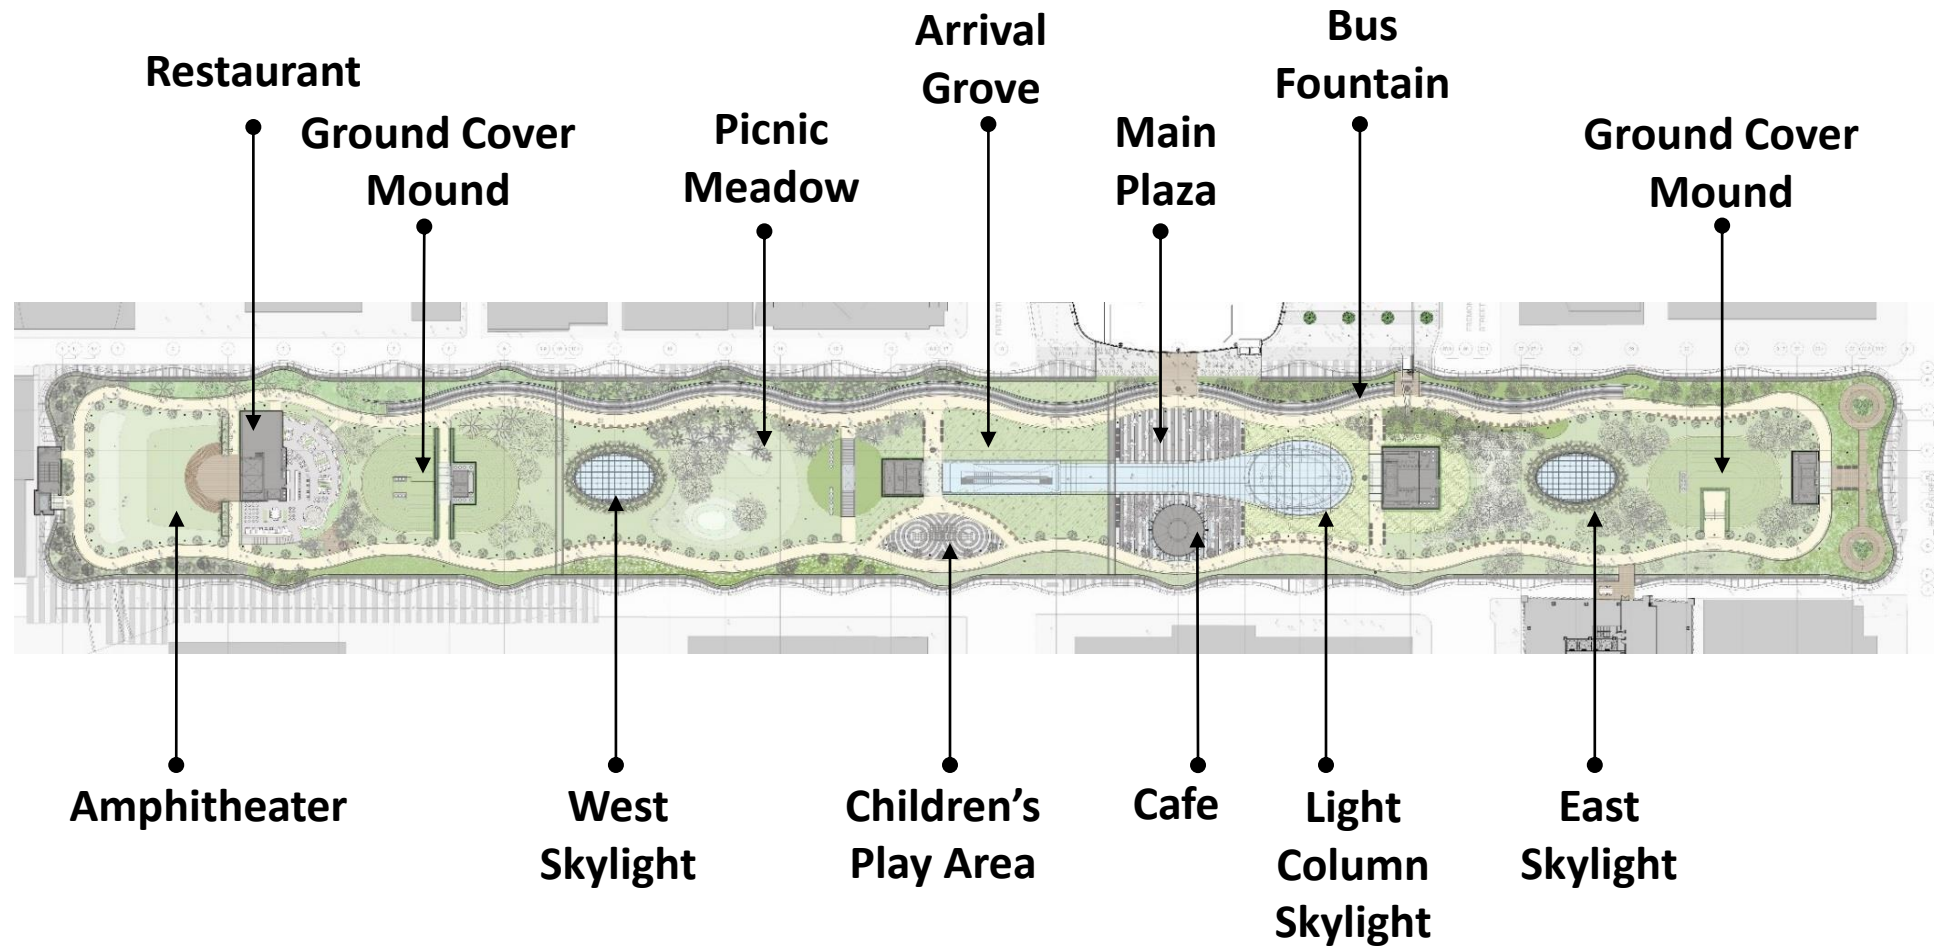 Restaurant
Ground Cover
Mound
Picnic
Meadow
Arrival
Grove
Main
Plaza
Bus
Fountain
Ground Cover
Mound
Amphitheater
West
Skylight
Children’s
Play Area
Cafe
Light
Column
Skylight
East
Skylight